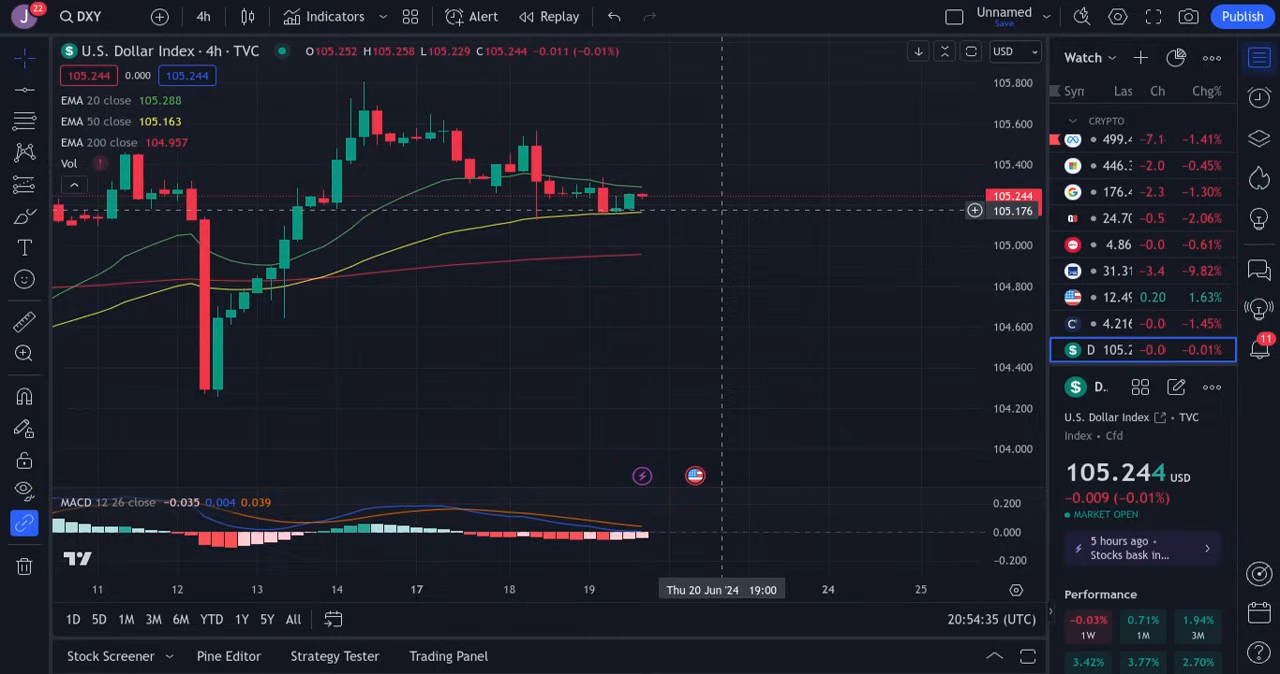 J 22 DXY 4h Indicators Alert Replay Unnamed Save Publish
U.S. Dollar Index · 4h · TVC O105.252 H105.258 L105.229 C105.244 −0.011 (−0.01%) USD
105.244 0.000 105.244
EMA 20 close 105.288
EMA 50 close 105.163
EMA 200 close 104.957
Vol
105.800
105.600
105.400
105.244
105.176
105.000
104.800
104.600
104.400
104.200
104.000
MACD 12 26 close −0.035 0.004 0.039
0.200
0.000
−0.200
11 12 13 14 17 18 19 Thu 20 Jun '24 19:00 24 25
1D 5D 1M 3M 6M YTD 1Y 5Y All 20:54:35 (UTC)
Stock Screener Pine Editor Strategy Tester Trading Panel
Watch
Syn Las Ch Chg%
CRYPTO
499.4 −7.1 −1.41%
446.3 −2.0 −0.45%
176.4 −2.3 −1.30%
24.70 −0.5 −2.06%
4.86 −0.0 −0.61%
31.31 −3.4 −9.82%
12.49 0.20 1.63%
4.216 −0.0 −1.45%
D 105.2 −0.0 −0.01%
D..
U.S. Dollar Index • TVC
Index • Cfd
105.244 USD
−0.009 (−0.01%)
MARKET OPEN
5 hours ago •
Stocks bask in...
Performance
−0.03% 0.71% 1.94%
1W 1M 3M
3.42% 3.77% 2.70%
11